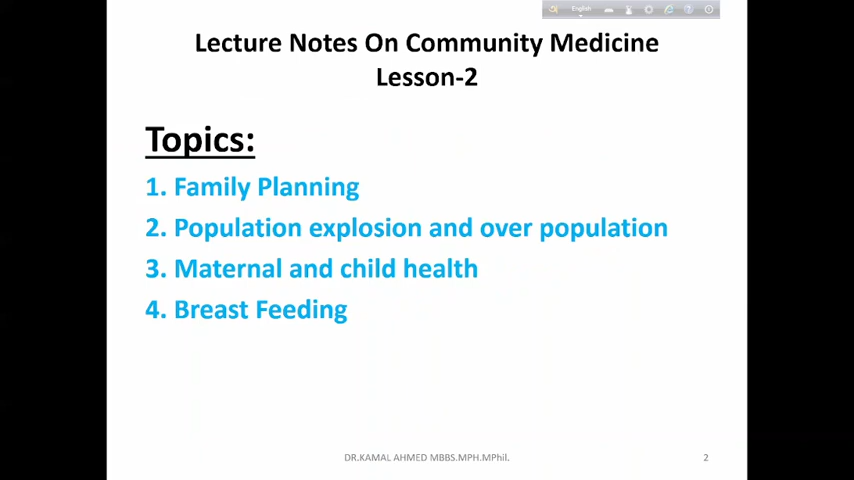 English
Lecture Notes On Community Medicine
Lesson-2
Topics:
1. Family Planning
2. Population explosion and over population
3. Maternal and child health
4. Breast Feeding
DR.KAMAL AHMED MBBS.MPH.MPhil.
2